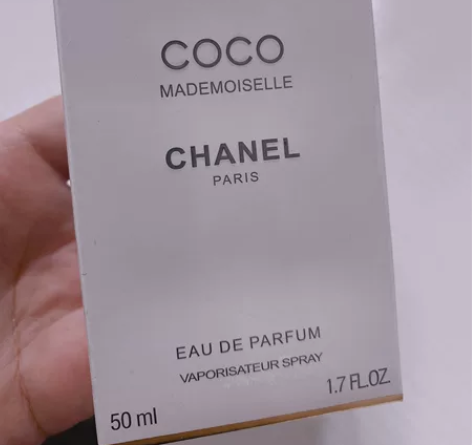 COCO
MADEMOISELLE
CHANEL
PARIS
EAU DE PARFUM
VAPORISATEUR SPRAY
50 ml
1.7 FL.OZ